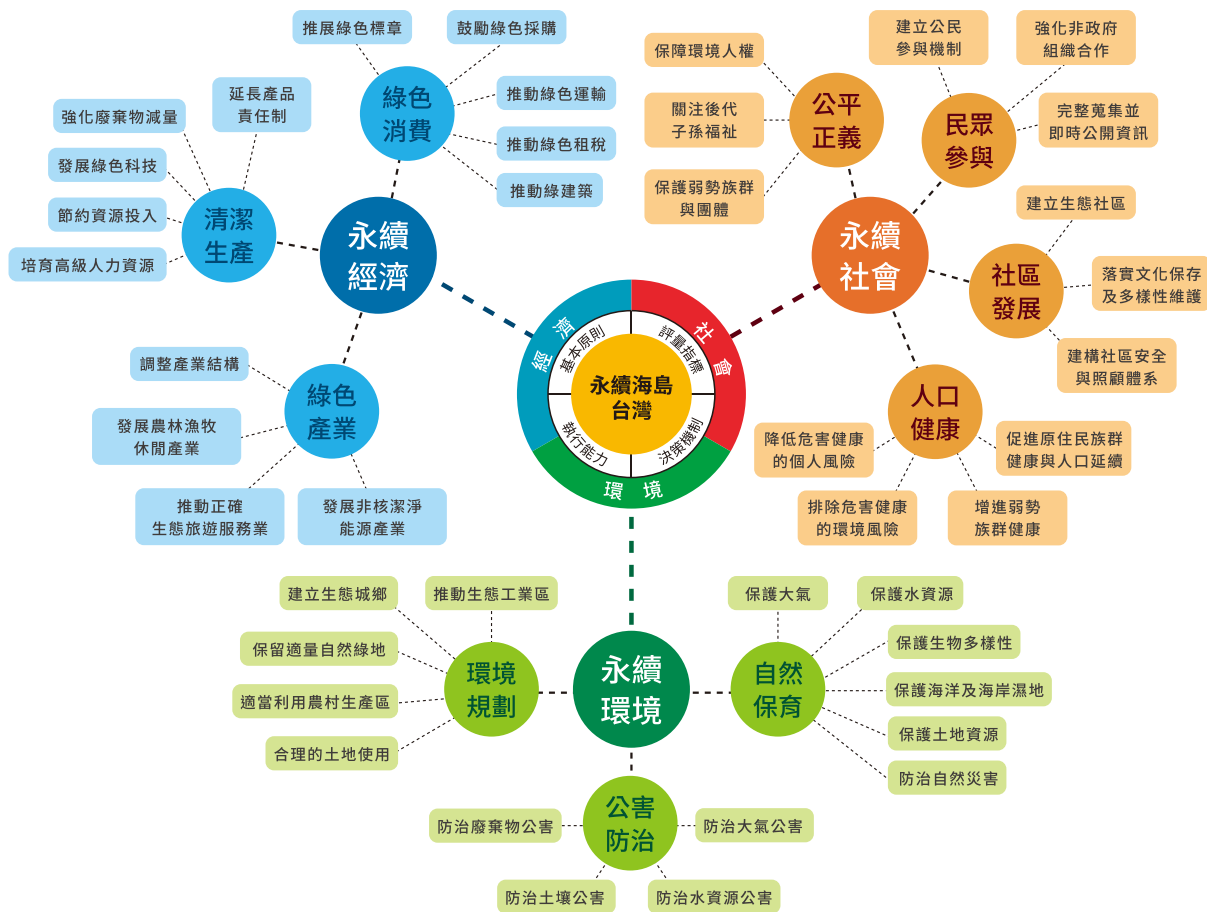 推展綠色標章
鼓勵綠色採購
綠色
消費
推動綠色運輸
推動綠色租稅
推動綠建築
延長產品
責任制
強化廢棄物減量
發展綠色科技
節約資源投入
培育高級人力資源
清潔
生產
永續
經濟
調整產業結構
發展農林漁牧
休閒產業
推動正確
生態旅遊服務業
發展非核潔淨
能源產業
綠色
產業
保障環境人權
關注後代
子孫福祉
保護弱勢族群
與團體
公平
正義
建立公民
參與機制
強化非政府
組織合作
完整蒐集並
即時公開資訊
民眾
參與
永續
社會
建立生態社區
落實文化保存
及多樣性維護
建構社區安全
與照顧體系
社區
發展
人口
健康
降低危害健康
的個人風險
排除危害健康
的環境風險
增進弱勢
族群健康
促進原住民族群
健康與人口延續
經濟
社會
環境
基本原則
評量指標
執行能力
決策機制
永續海島
台灣
建立生態城鄉
推動生態工業區
保留適量自然綠地
適當利用農村生產區
合理的土地使用
環境
規劃
永續
環境
自然
保育
保護大氣
保護水資源
保護生物多樣性
保護海洋及海岸濕地
保護土地資源
防治自然災害
公害
防治
防治廢棄物公害
防治大氣公害
防治土壤公害
防治水資源公害